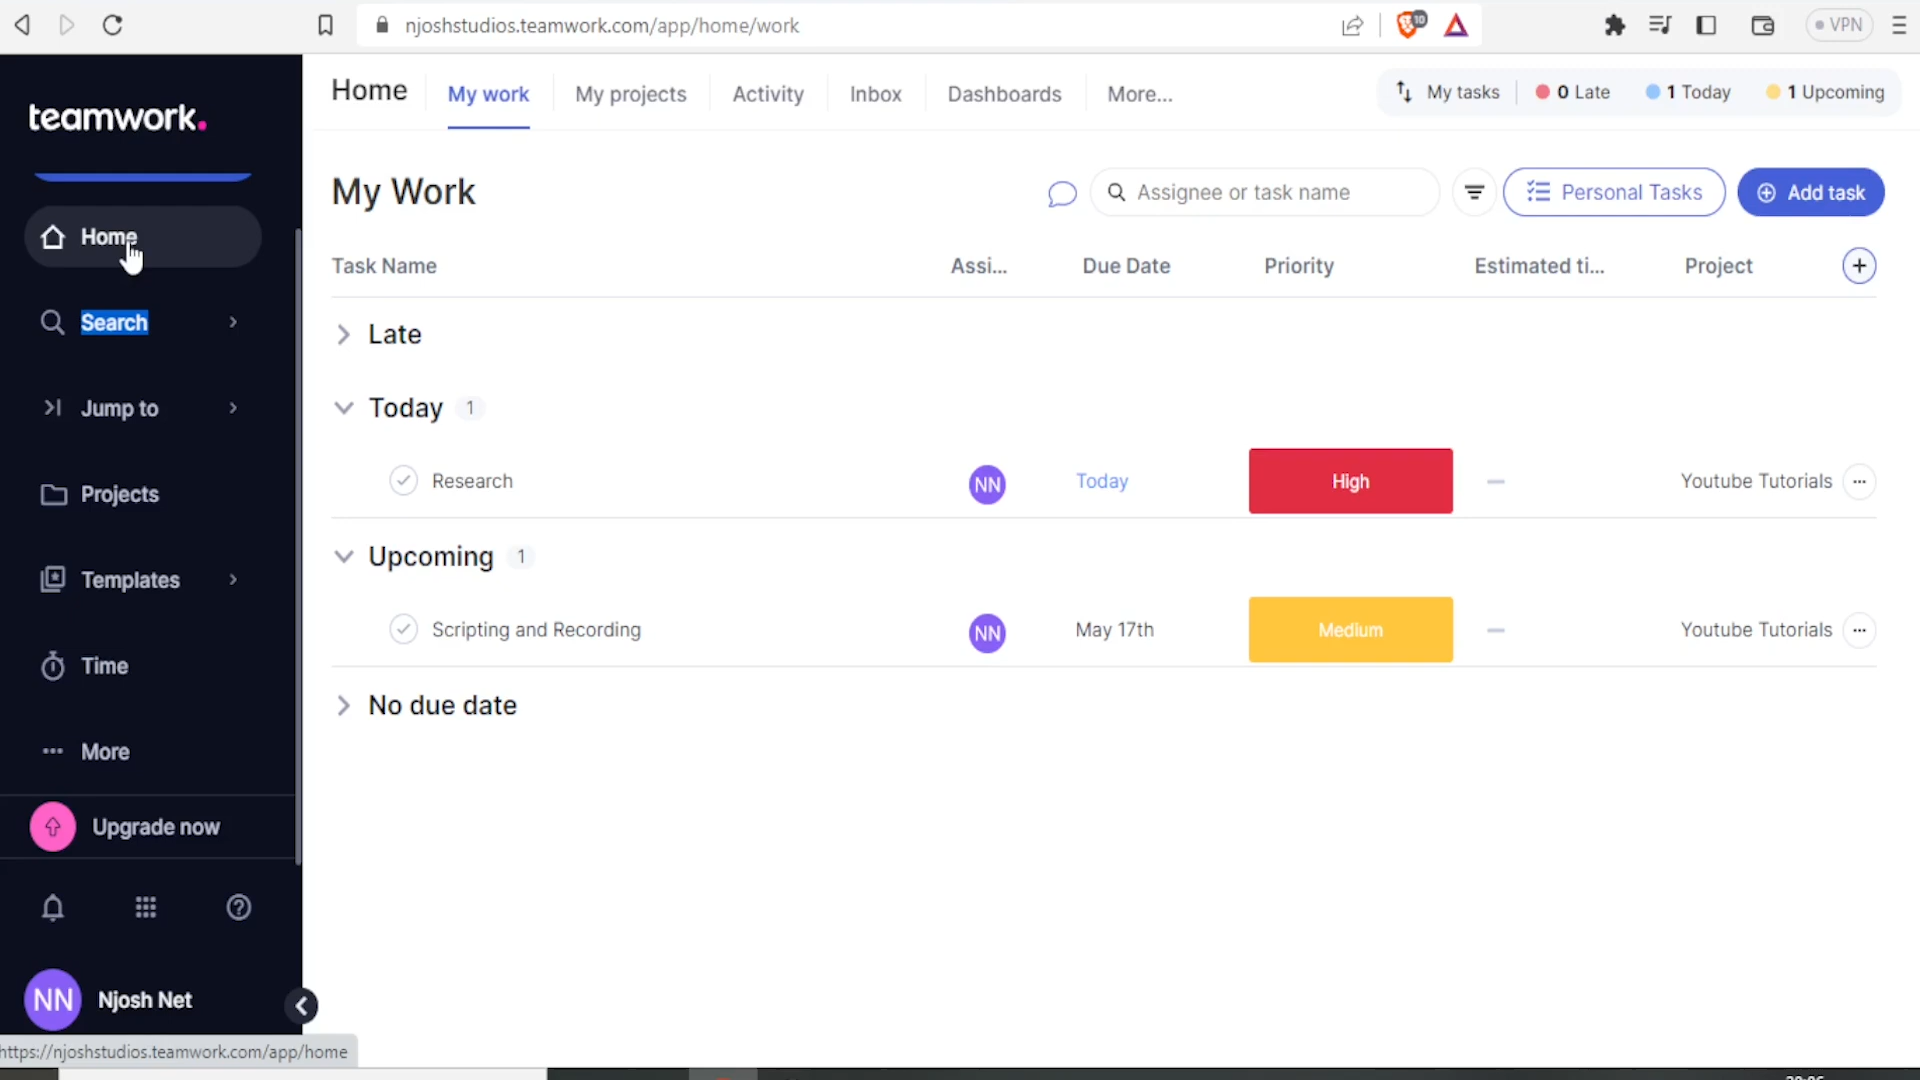 njoshstudios.teamwork.com/app/home/work
10
VPN
teamwork.
Home
My work
My projects
Activity
Inbox
Dashboards
More...
My tasks
0 Late
1 Today
1 Upcoming
My Work
Assignee or task name
Personal Tasks
Add task
Home
Search
Jump to
Projects
Templates
Time
More
Upgrade now
NN Njosh Net
https://njoshstudios.teamwork.com/app/home
Task Name Assi... Due Date Priority Estimated ti... Project
Late
Today 1
Research NN Today High Youtube Tutorials
Upcoming 1
Scripting and Recording NN May 17th Medium Youtube Tutorials
No due date